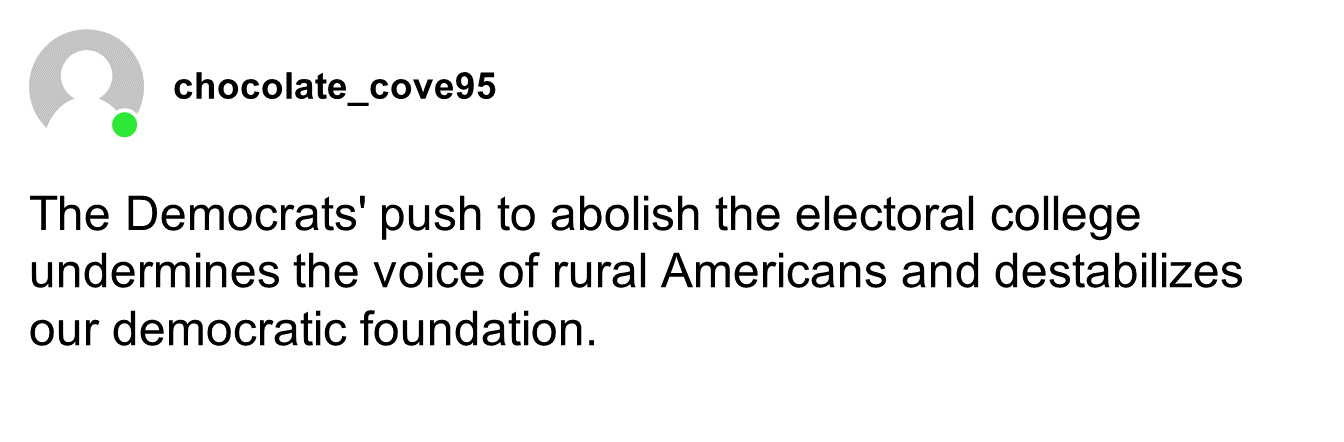 chocolate_cove95
The Democrats' push to abolish the electoral college
undermines the voice of rural Americans and destabilizes
our democratic foundation.